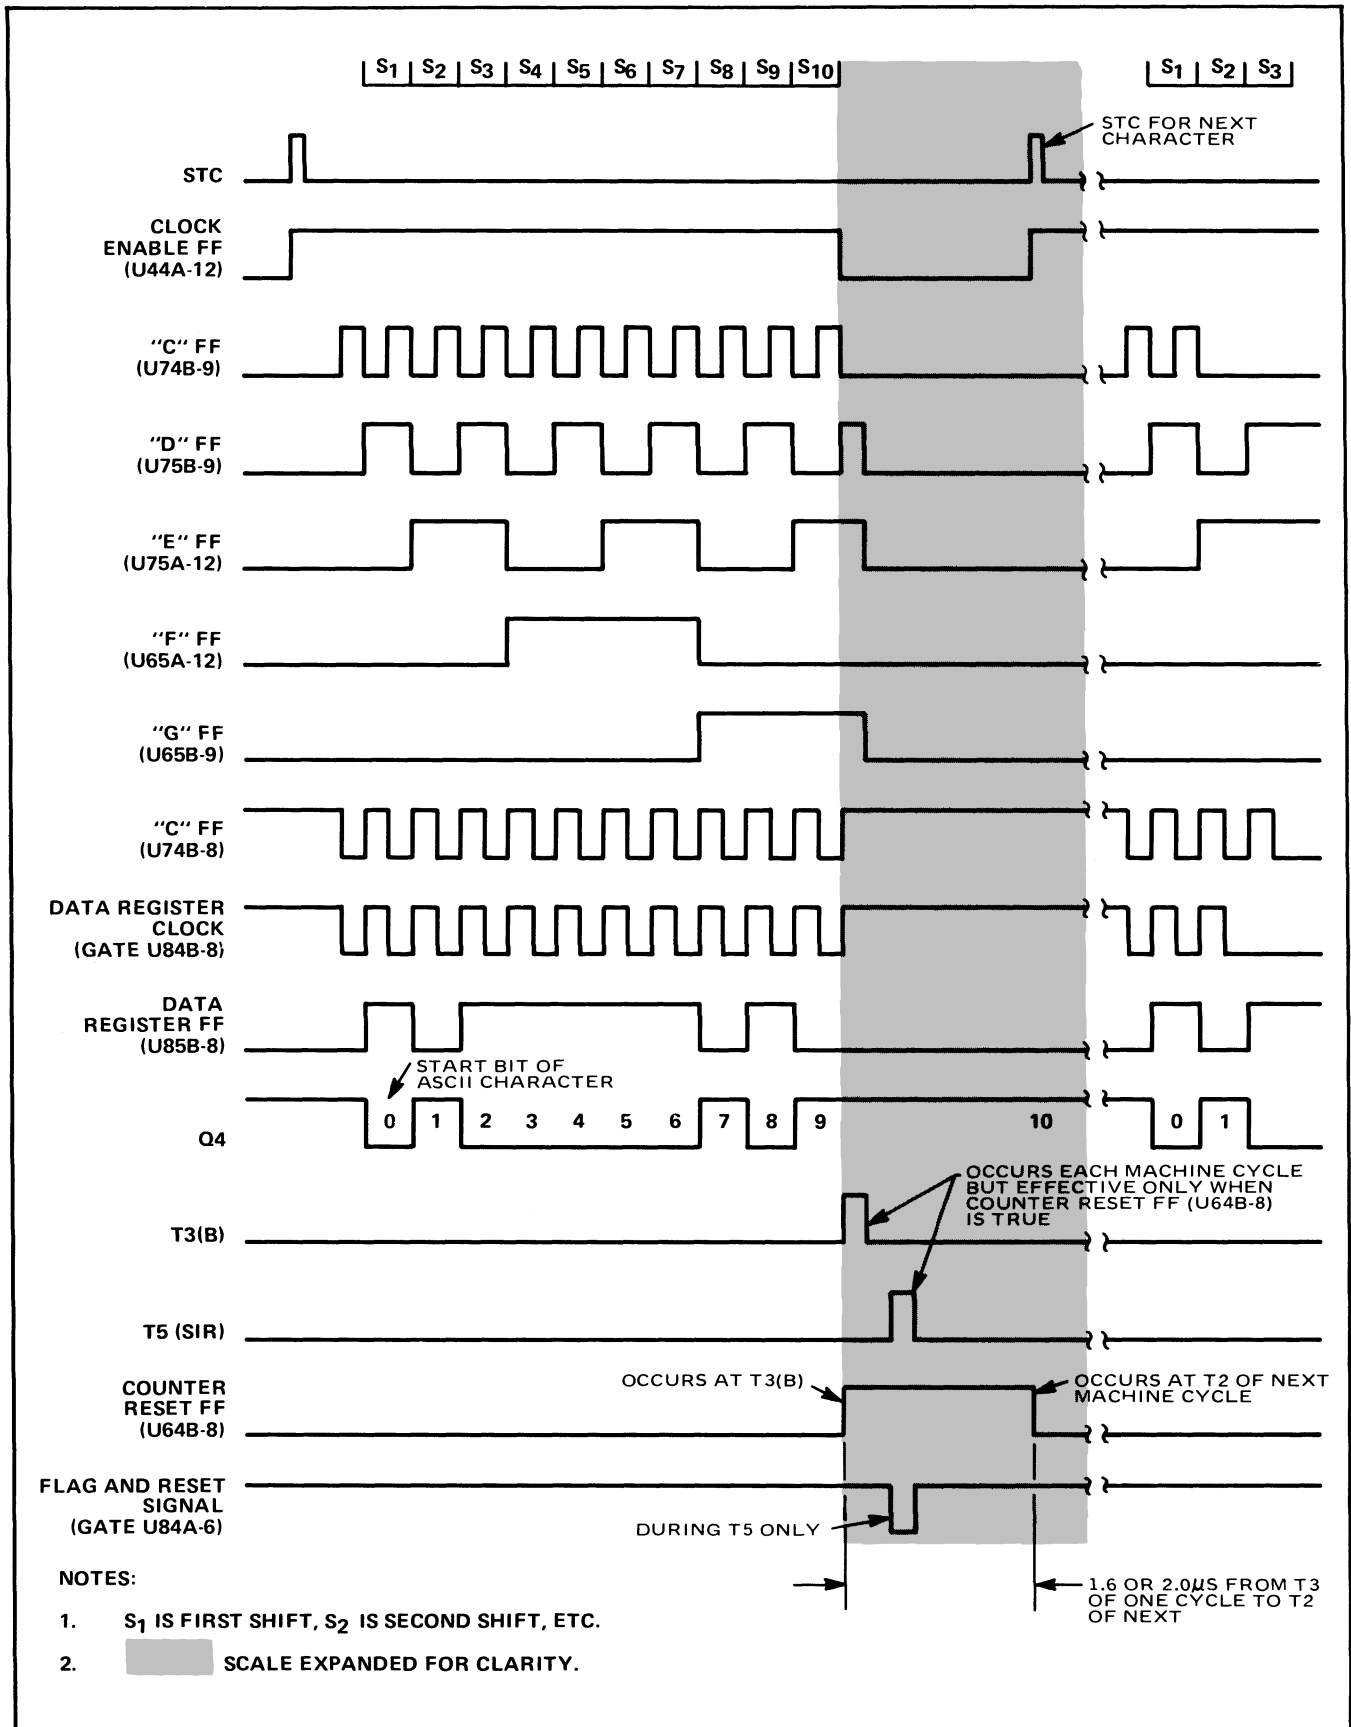 S1 S2 S3 S4 S5 S6 S7 S8 S9 S10 S1 S2 S3
STC FOR NEXT
CHARACTER
STC
CLOCK
ENABLE FF
(U44A-12)
"C" FF
(U74B-9)
"D" FF
(U75B-9)
"E" FF
(U75A-12)
"F" FF
(U65A-12)
"G" FF
(U65B-9)
"C" FF
(U74B-8)
DATA REGISTER
CLOCK
(GATE U84B-8)
DATA
REGISTER FF
(U85B-8)
START BIT OF
ASCII CHARACTER
Q4
0 1 2 3 4 5 6 7 8 9 10 0 1
OCCURS EACH MACHINE CYCLE
BUT EFFECTIVE ONLY WHEN
COUNTER RESET FF (U64B-8)
IS TRUE
T3(B)
T5 (SIR)
COUNTER
RESET FF
(U64B-8)
OCCURS AT T3(B)
OCCURS AT T2 OF NEXT
MACHINE CYCLE
FLAG AND RESET
SIGNAL
(GATE U84A-6)
DURING T5 ONLY
1.6 OR 2.0µS FROM T3
OF ONE CYCLE TO T2
OF NEXT
NOTES:
1. S1 IS FIRST SHIFT, S2 IS SECOND SHIFT, ETC.
2. SCALE EXPANDED FOR CLARITY.